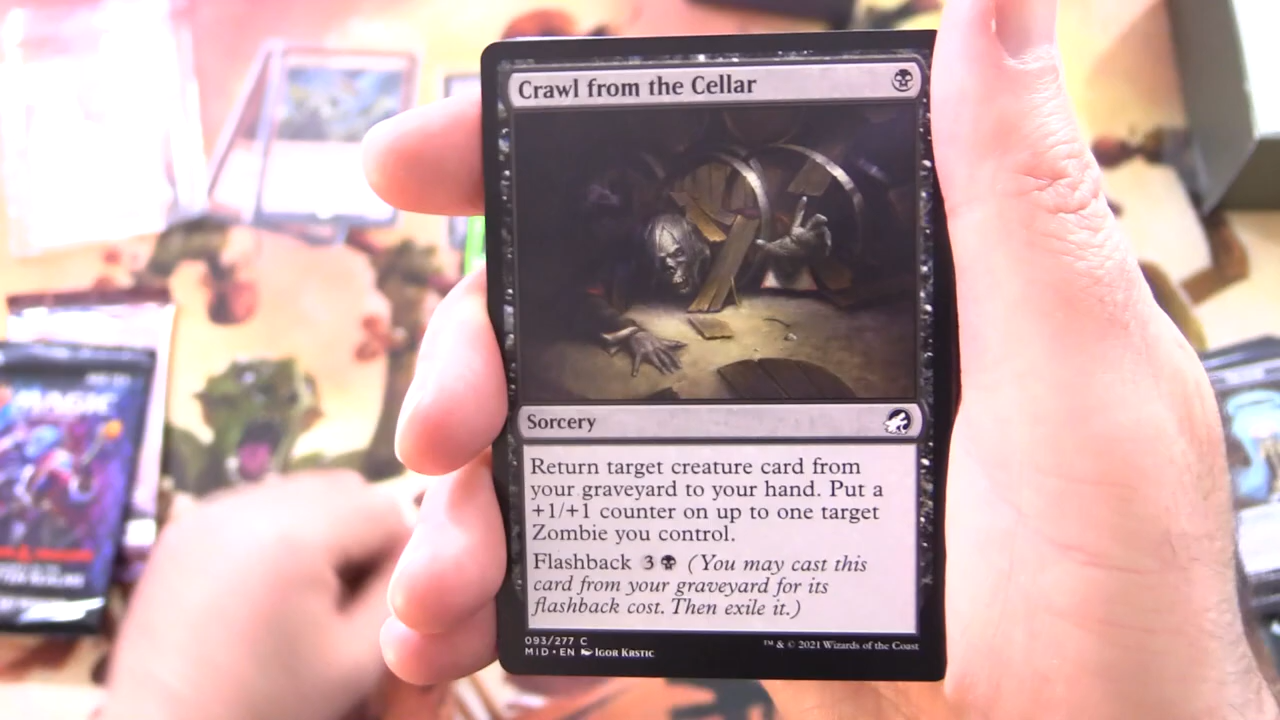 Crawl from the Cellar
Sorcery
Return target creature card from
your graveyard to your hand. Put a
+1/+1 counter on up to one target
Zombie you control.
Flashback 3 (You may cast this
card from your graveyard for its
flashback cost. Then exile it.)
093/277 C
MID • EN Igor Krstic
™ & © 2021 Wizards of the Coast
MAGIC